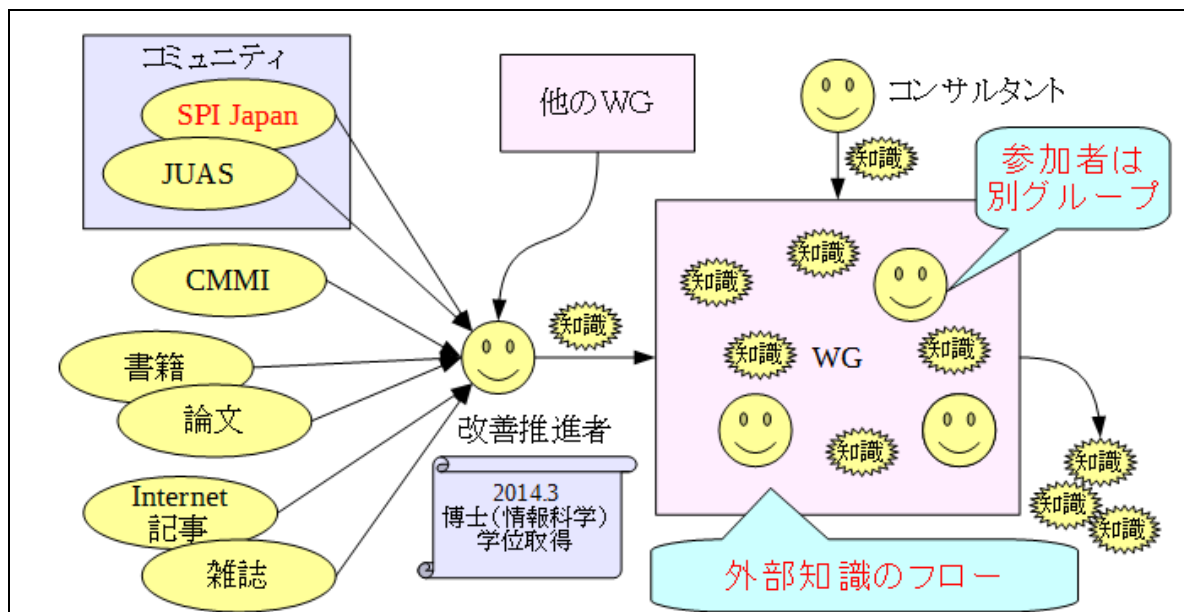 コミュニティ
SPI Japan
JUAS
CMMI
書籍
論文
Internet
記事
雑誌
他のWG
知識
改善推進者
2014.3
博士(情報科学)
学位取得
コンサルタント
知識
参加者は
別グループ
知識
知識
知識
WG
知識
知識
外部知識のフロー
知識
知識
知識